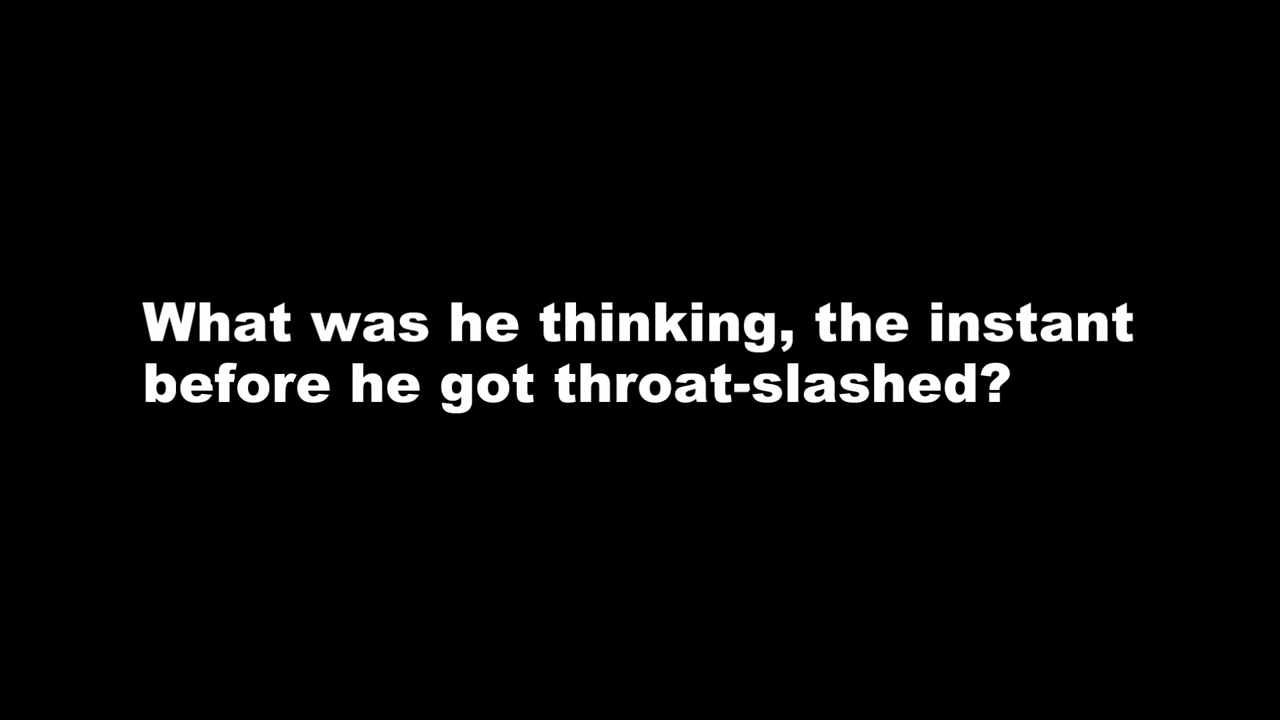 What was he thinking, the instant
before he got throat-slashed?